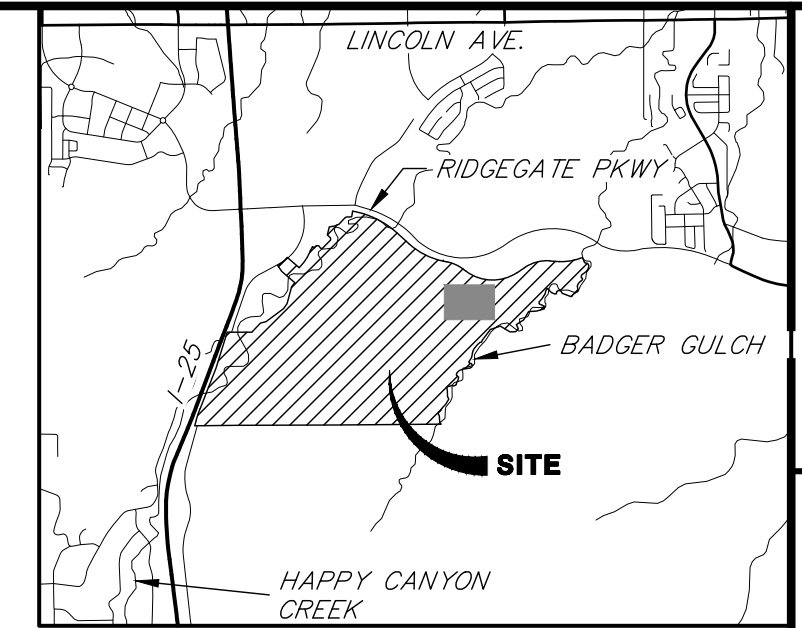 LINCOLN AVE.
RIDGEGATE PKWY
BADGER GULCH
I-25
SITE
HAPPY CANYON
CREEK